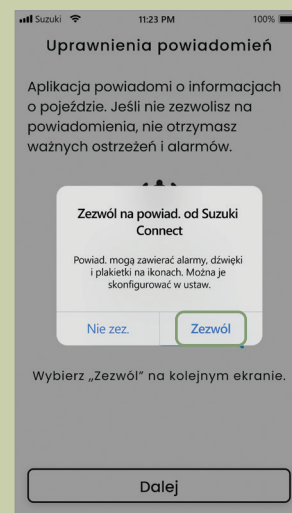 Suzuki 11:23 PM 100%
Uprawnienia powiadomień
Aplikacja powiadomi o informacjach
o pojeździe. Jeśli nie zezwolisz na
powiadomienia, nie otrzymasz
ważnych ostrzeżeń i alarmów.
Zezwól na powiad. od Suzuki
Connect
Powiad. mogą zawierać alarmy, dźwięki
i plakietki na ikonach. Można je
skonfigurować w ustaw.
Nie zez. Zezwól
Wybierz „Zezwól” na kolejnym ekranie.
Dalej